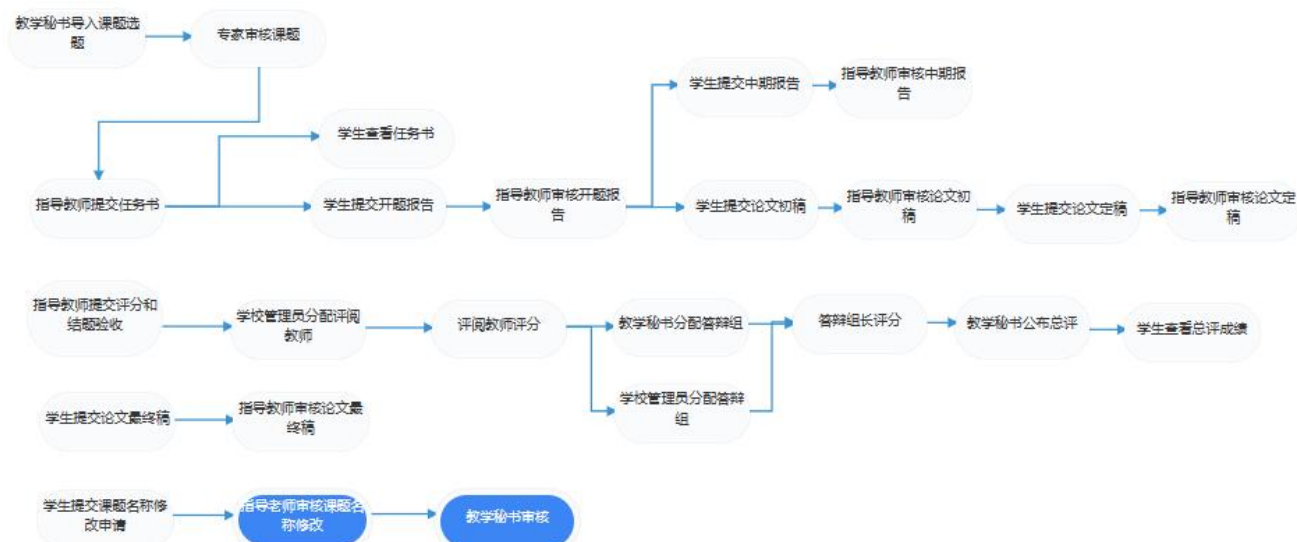 教学秘书导入课题选
题
专家审核课题
学生提交中期报告
指导教师审核中期报
告
学生查看任务书
指导教师提交任务书
学生提交开题报告
指导教师审核开题报
告
学生提交论文初稿
指导教师审核论文初
稿
学生提交论文定稿
指导教师审核论文定
稿
指导教师提交评分和
结题验收
学校管理员分配评阅
教师
评阅教师评分
教学秘书分配答辩组
答辩组长评分
教学秘书公布总评
学生查看总评成绩
学校管理员分配答辩
组
学生提交论文最终稿
指导教师审核论文最
终稿
学生提交课题名称修
改申请
指导老师审核课题名
称修改
教学秘书审核